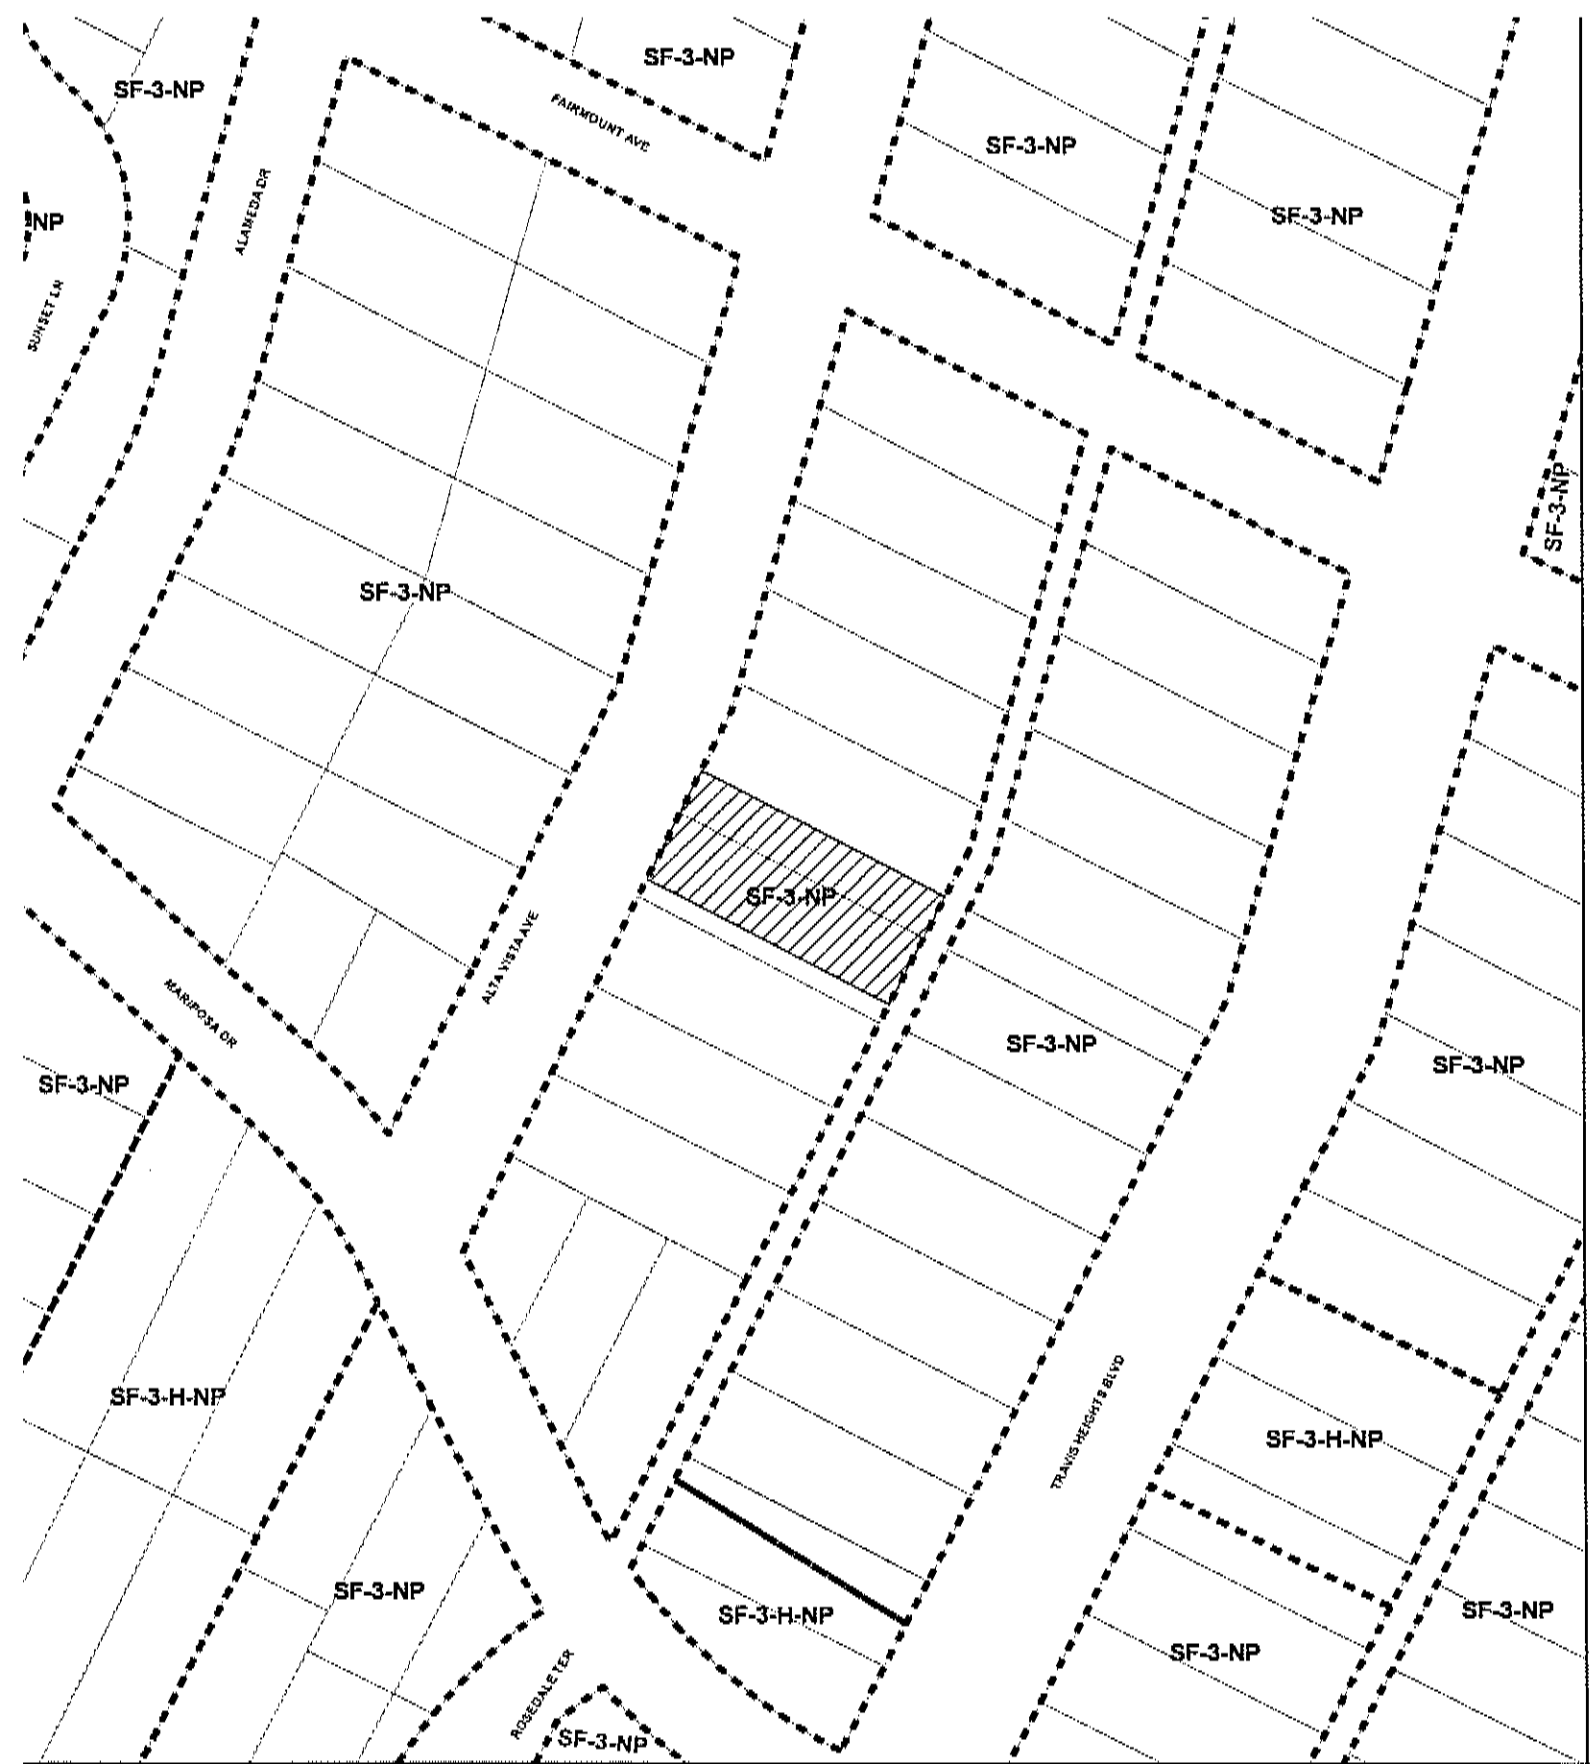 SF-3-NP
SF-3-NP
FAIRMOUNT AVE
SF-3-NP
ALAMEDA DR
NP
SF-3-NP
SUNSET LN
SF-3-NP
SF-3-NP
SF-3-NP
ALTA VISTA AVE
MARIPOSA DR
SF-3-NP
SF-3-NP
SF-3-NP
SF-3-H-NP
TRAVIS HEIGHTS BLVD
SF-3-H-NP
SF-3-NP
SF-3-H-NP
SF-3-NP
SF-3-NP
ROSEDALE TER
SF-3-NP